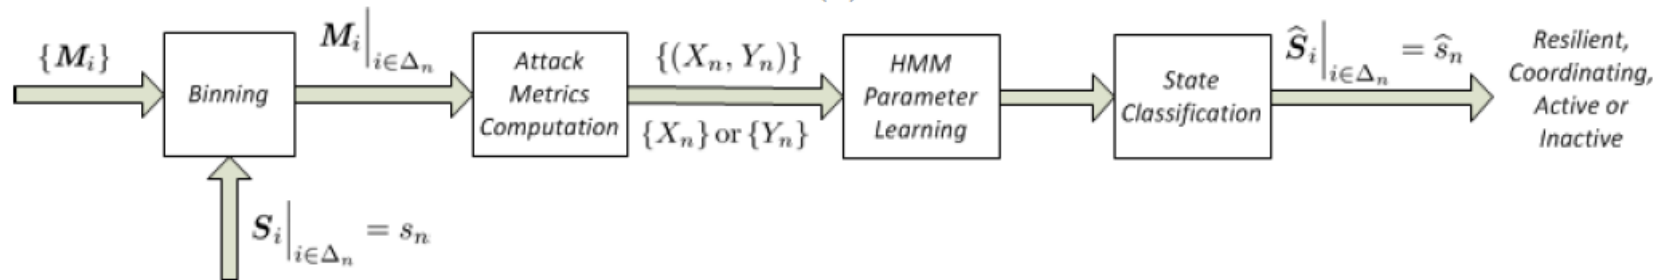 {M_i}
Binning
M_i|_{i∈Δ_n}
Attack
Metrics
Computation
{(X_n, Y_n)}
{X_n} or {Y_n}
HMM
Parameter
Learning
State
Classification
Ŝ_i|_{i∈Δ_n} = ŝ_n
Resilient,
Coordinating,
Active or
Inactive
S_i|_{i∈Δ_n} = s_n